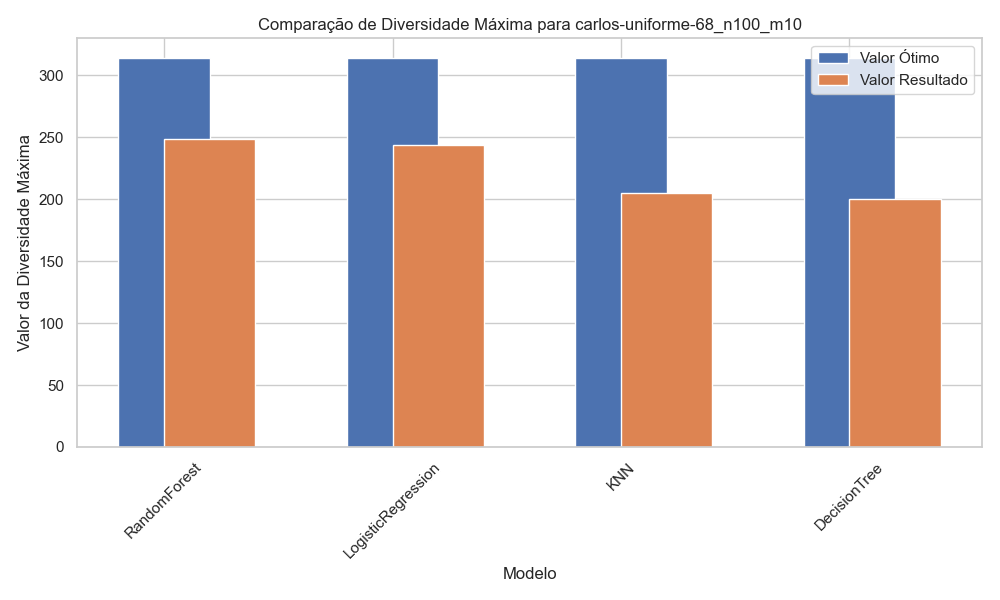 Comparação de Diversidade Máxima para carlos-uniforme-68_n100_m10
Valor Ótimo
Valor Resultado
Valor da Diversidade Máxima
300
250
200
150
100
50
0
RandomForest
LogisticRegression
KNN
DecisionTree
Modelo